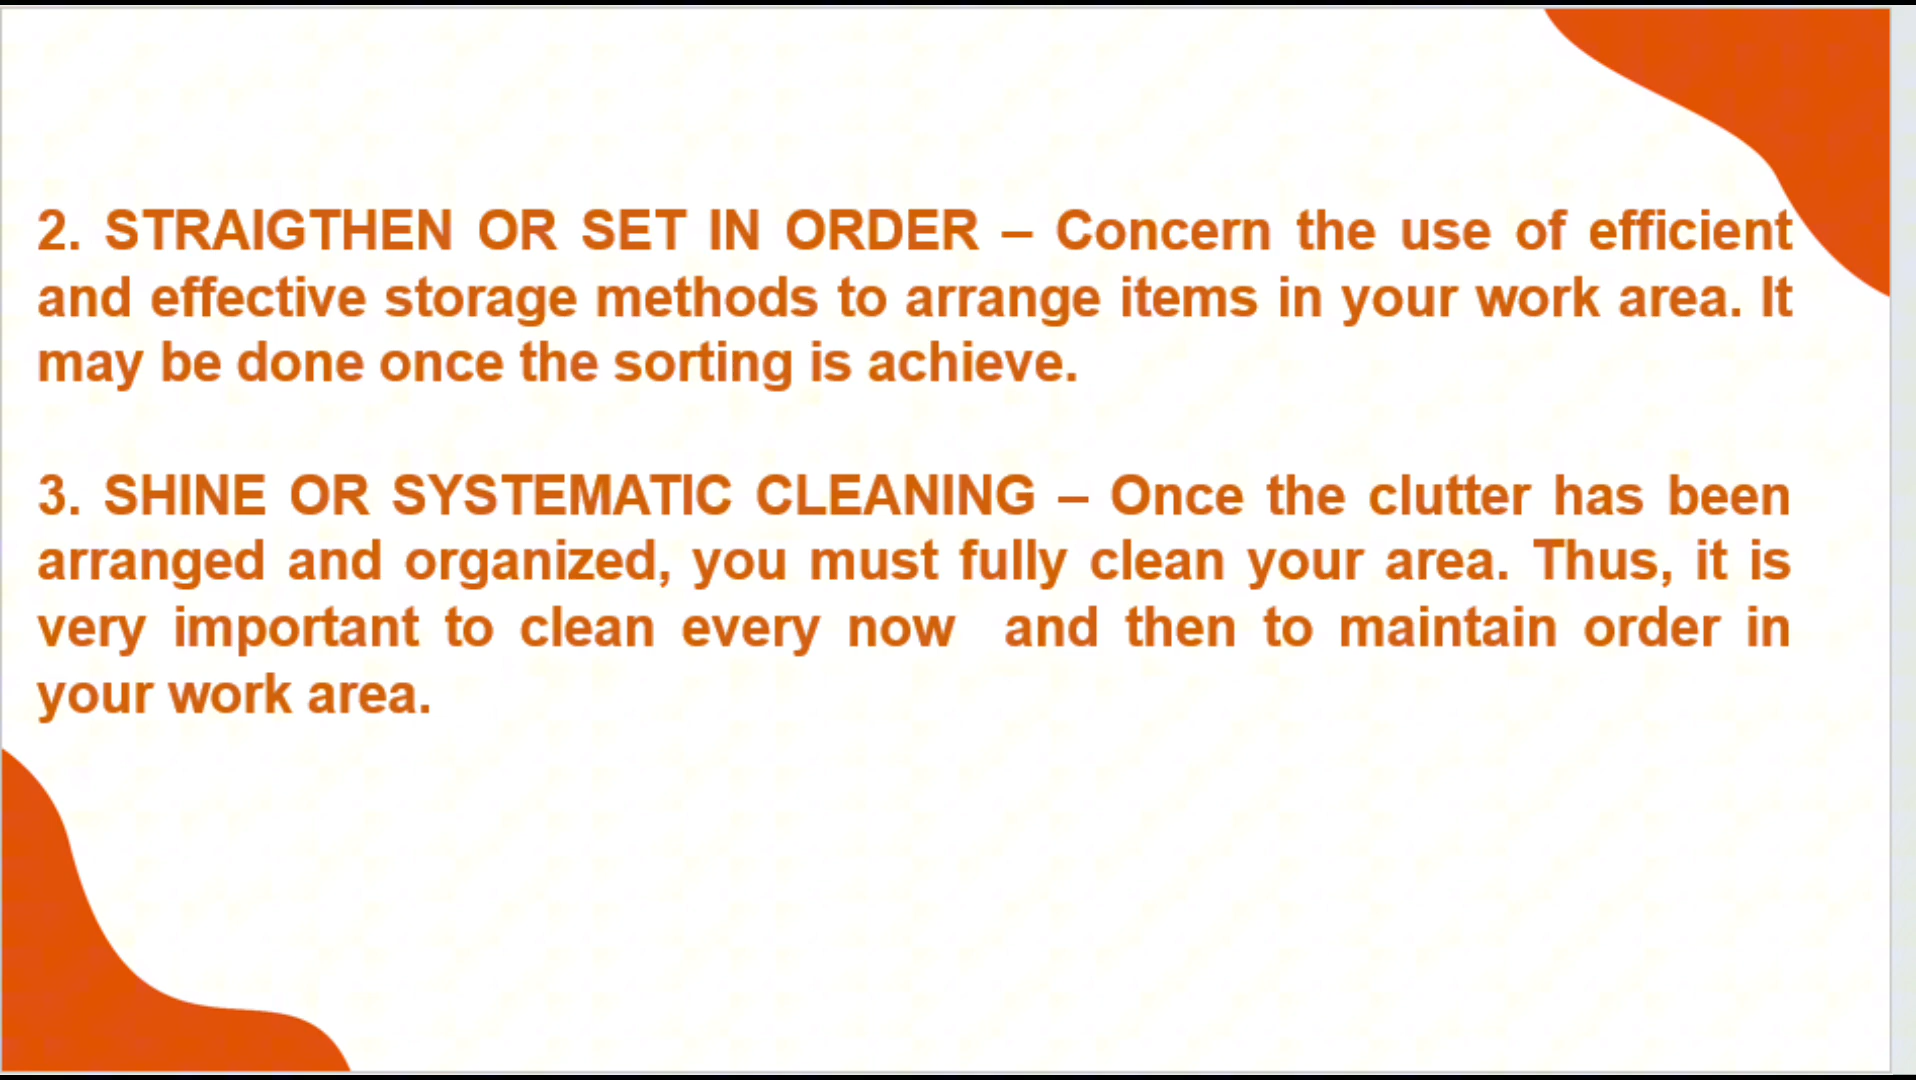 2. STRAIGTHEN OR SET IN ORDER – Concern the use of efficient
and effective storage methods to arrange items in your work area. It
may be done once the sorting is achieve.
3. SHINE OR SYSTEMATIC CLEANING – Once the clutter has been
arranged and organized, you must fully clean your area. Thus, it is
very important to clean every now  and then to maintain order in
your work area.